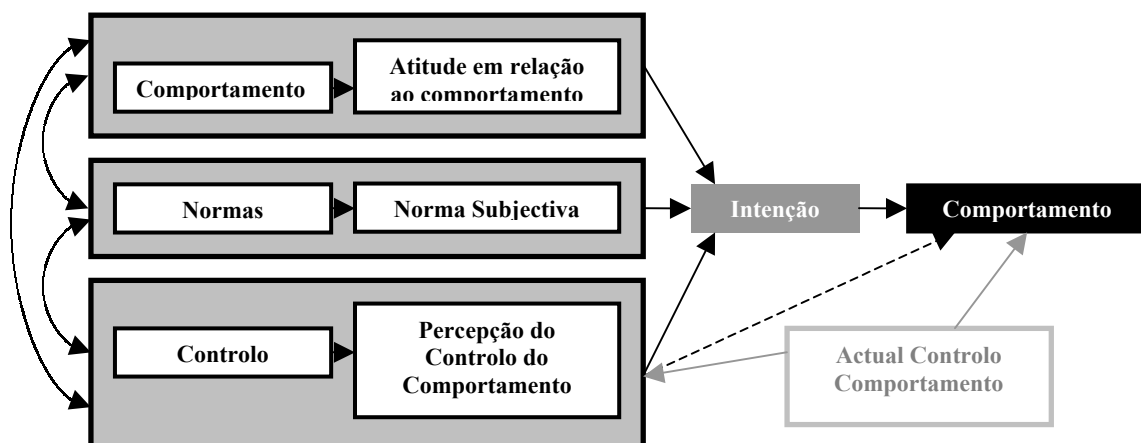 Comportamento
Atitude em relação
ao comportamento
Normas
Norma Subjectiva
Controlo
Percepção do
Controlo do
Comportamento
Intenção
Comportamento
Actual Controlo
Comportamento